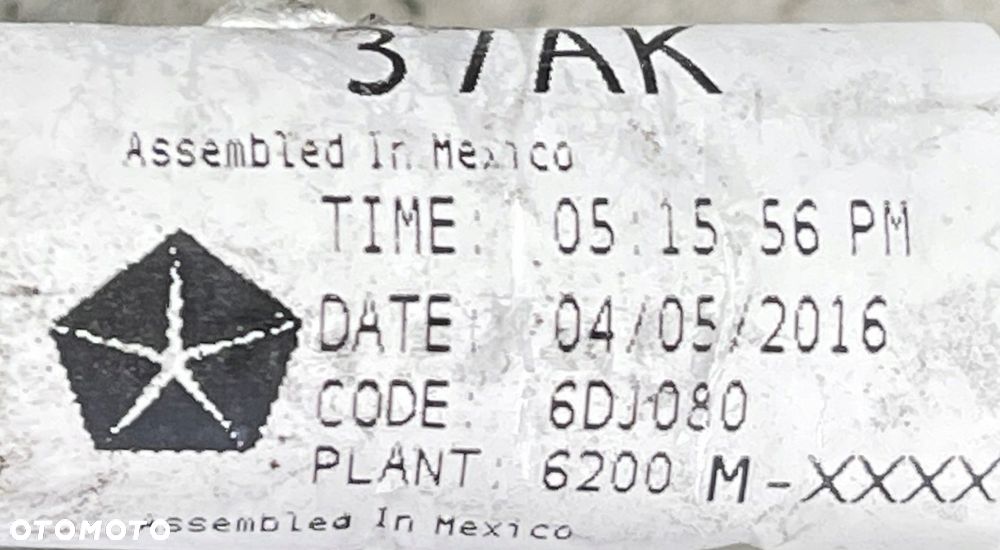 37AK
Assembled In Mexico
TIME: 05:15:56 PM
DATE: 04/05/2016
CODE: 6DJ080
PLANT: 6200 M-XXXX
Assembled In Mexico
OTOMOTO